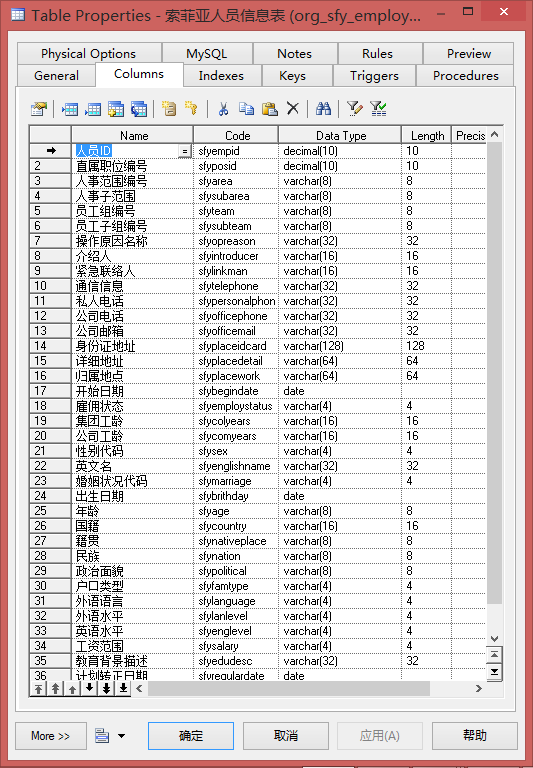 Table Properties - 索菲亚人员信息表 (org_sfy_employ...
Physical Options MySQL Notes Rules Preview
General Columns Indexes Keys Triggers Procedures
Name Code Data Type Length Precis
人员ID = sfyempid decimal(10) 10
2 直属职位编号 sfyposid decimal(10) 10
3 人事范围编号 sfyarea varchar(8) 8
4 人事子范围 sfysubarea varchar(8) 8
5 员工组编号 sfyteam varchar(8) 8
6 员工子组编号 sfysubteam varchar(8) 8
7 操作原因名称 sfyopreason varchar(32) 32
8 介绍人 sfyintroducer varchar(16) 16
9 紧急联络人 sfylinkman varchar(16) 16
10 通信信息 sfytelephone varchar(32) 32
11 私人电话 sfypersonalphon varchar(32) 32
12 公司电话 sfyofficephone varchar(32) 32
13 公司邮箱 sfyofficemail varchar(32) 32
14 身份证地址 sfyplaceidcard varchar(128) 128
15 详细地址 sfyplacedetail varchar(64) 64
16 归属地点 sfyplacework varchar(64) 64
17 开始日期 sfybegindate date
18 雇佣状态 sfyemploystatus varchar(4) 4
19 集团工龄 sfycolyears varchar(16) 16
20 公司工龄 sfycomyears varchar(16) 16
21 性别代码 sfysex varchar(4) 4
22 英文名 sfyenglishname varchar(32) 32
23 婚姻状况代码 sfymarriage varchar(4) 4
24 出生日期 sfybrithday date
25 年龄 sfyage varchar(8) 8
26 国籍 sfycountry varchar(16) 16
27 籍贯 sfynativeplace varchar(8) 8
28 民族 sfynation varchar(8) 8
29 政治面貌 sfypolitical varchar(8) 8
30 户口类型 sfyfamtype varchar(4) 4
31 外语语言 sfylanguage varchar(4) 4
32 外语水平 sfylanlevel varchar(4) 4
33 英语水平 sfyenglevel varchar(4) 4
34 工资范围 sfysalary varchar(4) 4
35 教育背景描述 sfyedudesc varchar(32) 32
36 计划转正日期 sfyregulardate date
More >> 确定 取消 应用(A) 帮助